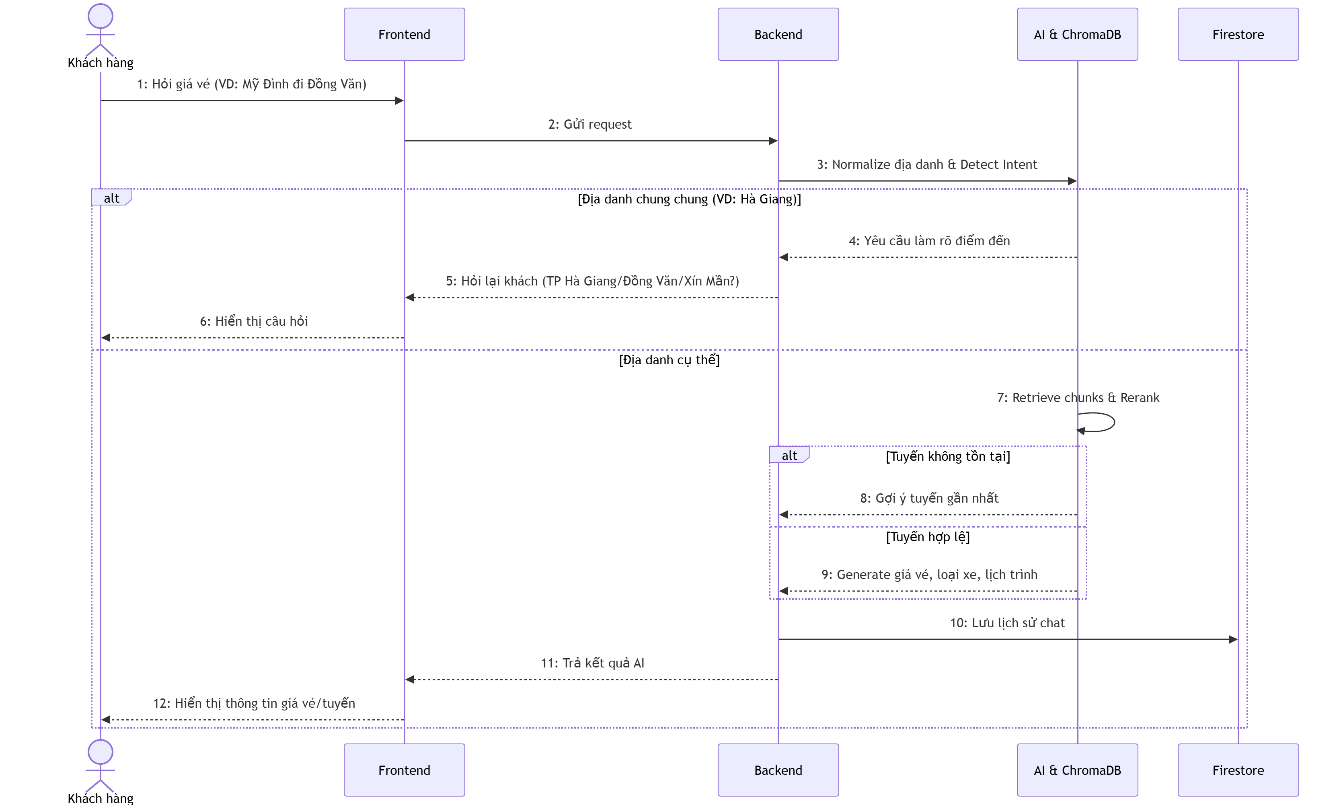 Khách hàng
Frontend
Backend
AI & ChromaDB
Firestore
1: Hỏi giá vé (VD: Mỹ Đình đi Đồng Văn)
2: Gửi request
3: Normalize địa danh & Detect Intent
alt
[Địa danh chung chung (VD: Hà Giang)]
4: Yêu cầu làm rõ điểm đến
5: Hỏi lại khách (TP Hà Giang/Đồng Văn/Xín Mần?)
6: Hiển thị câu hỏi
[Địa danh cụ thể]
7: Retrieve chunks & Rerank
alt
[Tuyến không tồn tại]
8: Gợi ý tuyến gần nhất
[Tuyến hợp lệ]
9: Generate giá vé, loại xe, lịch trình
10: Lưu lịch sử chat
11: Trả kết quả AI
12: Hiển thị thông tin giá vé/tuyến
Khách hàng
Frontend
Backend
AI & ChromaDB
Firestore